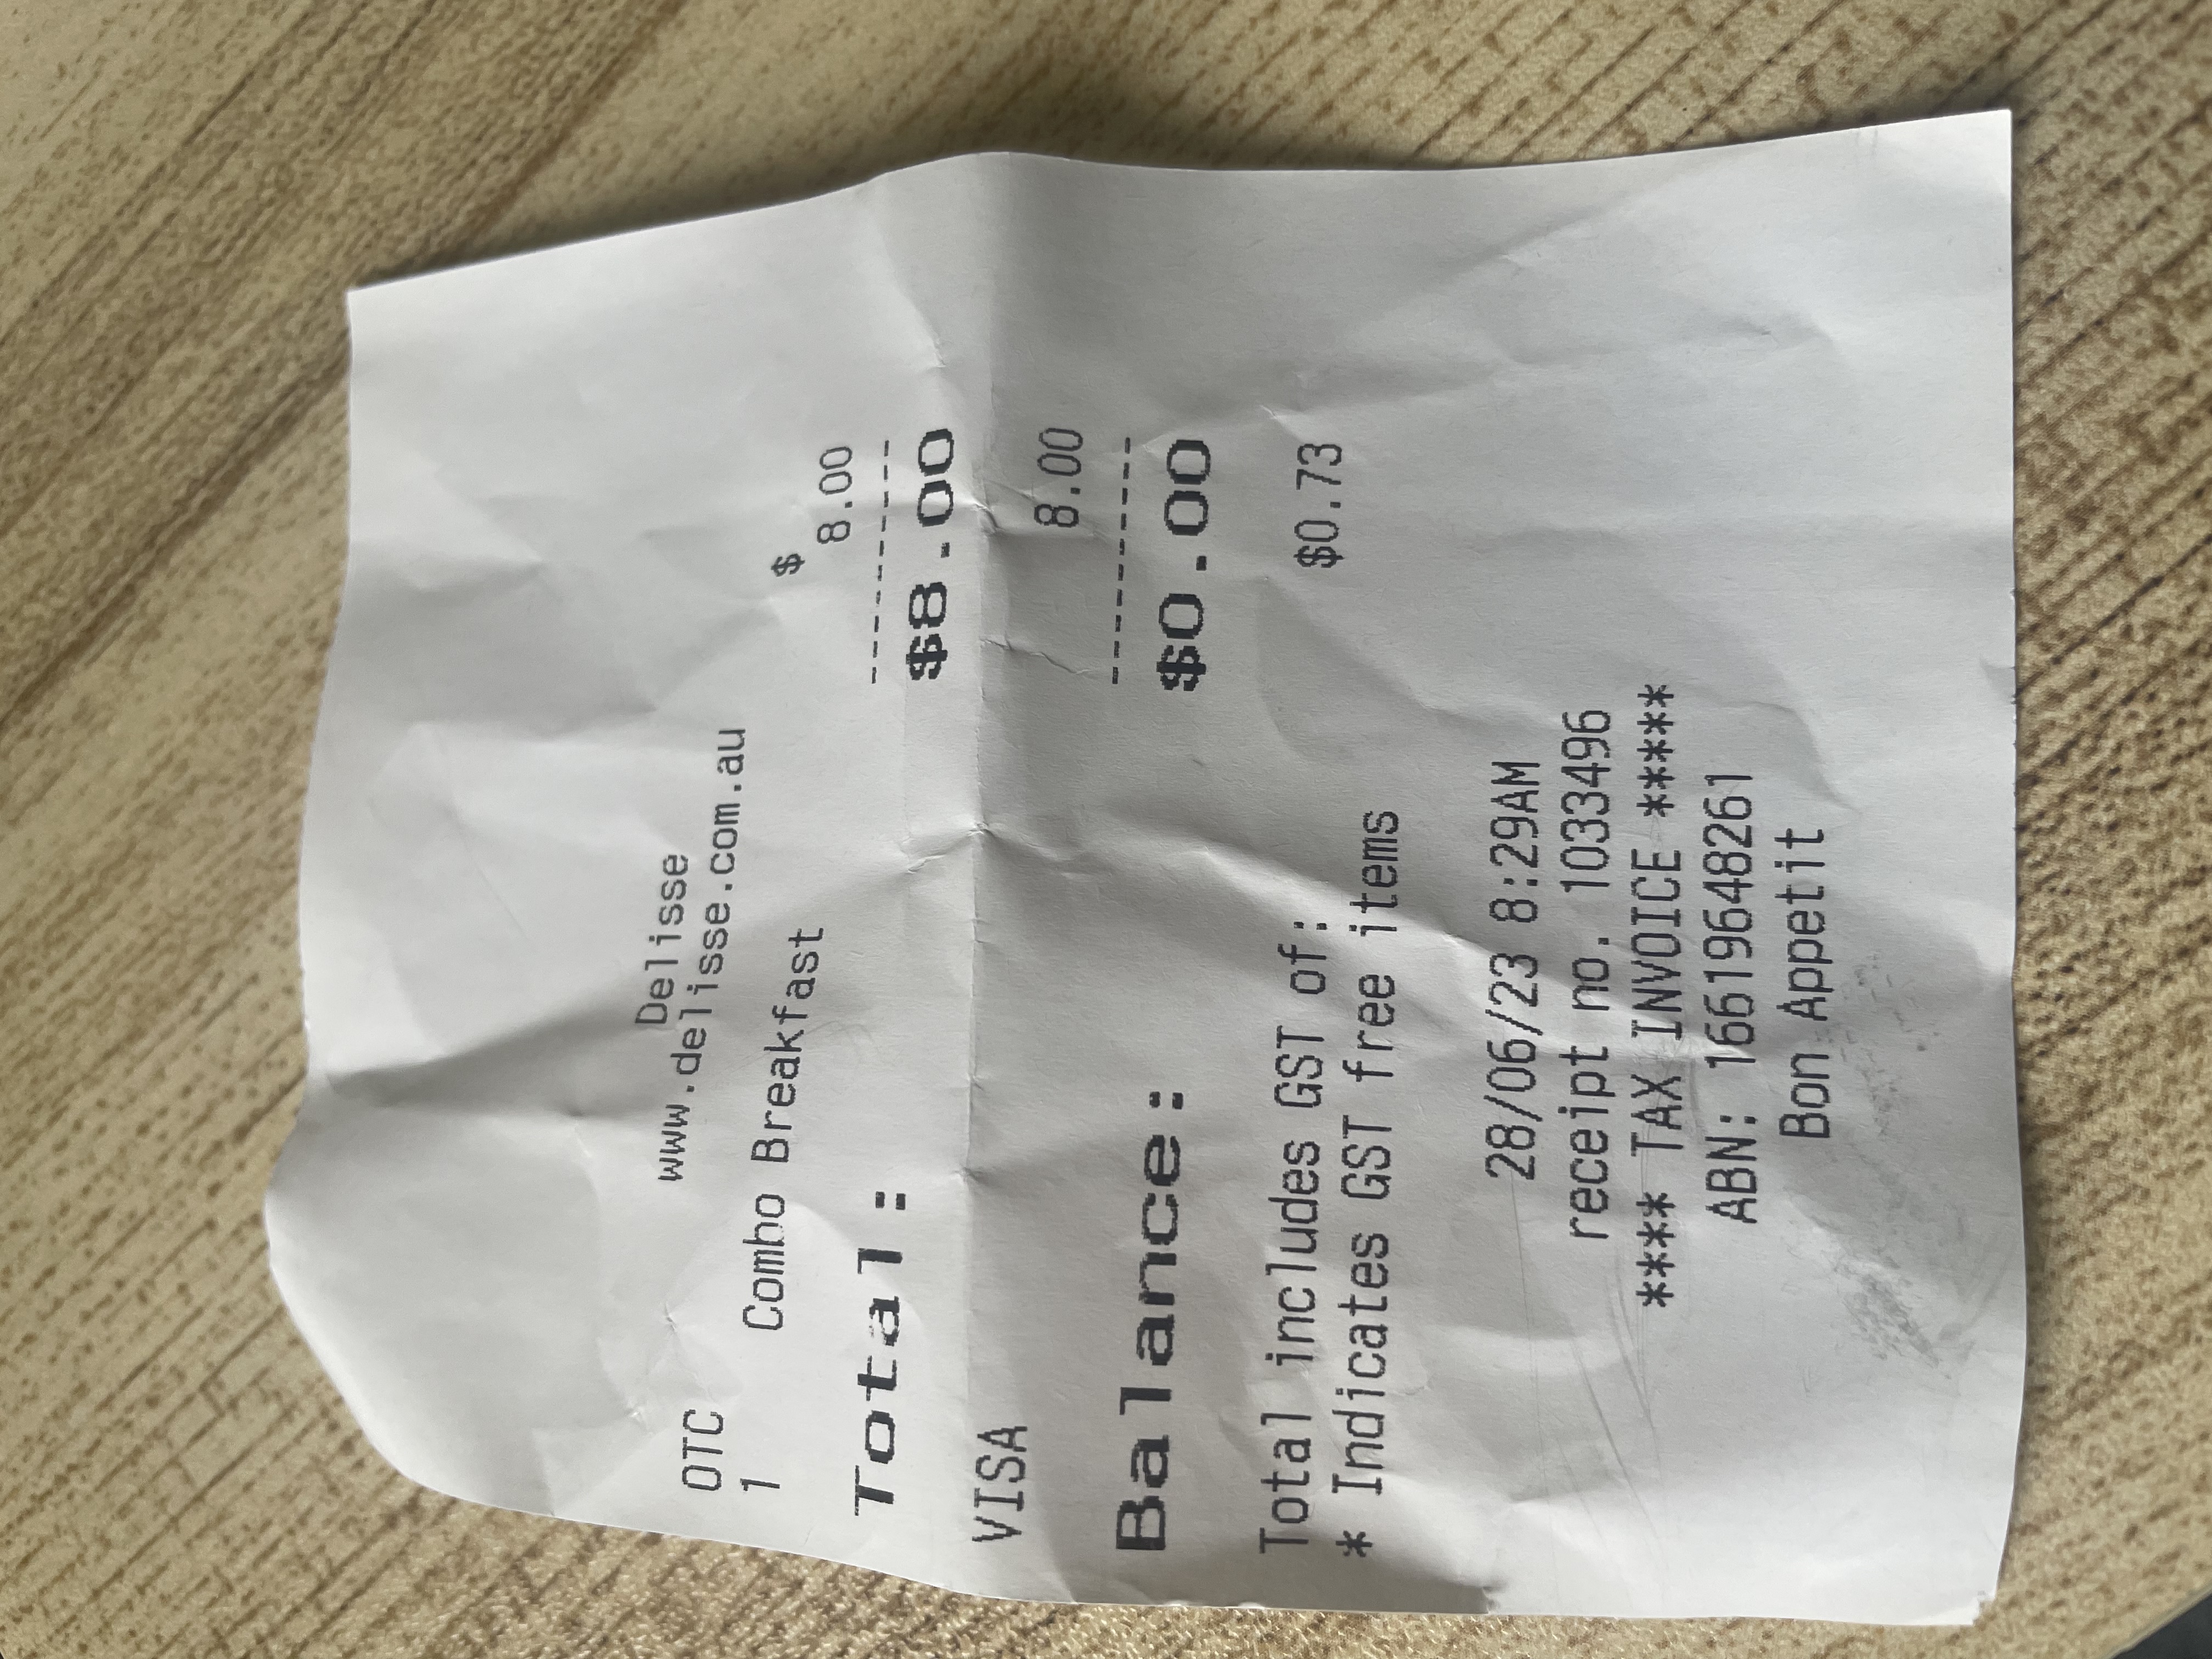 Delisse
www.delisse.com.au
OTC
$
1 Combo Breakfast 8.00
----------
Total: $8.00
VISA 8.00
----------
Balance: $0.00
Total includes GST of: $0.73
* Indicates GST free items
28/06/23 8:29AM
receipt no. 1033496
**** TAX INVOICE *****
ABN: 16619648261
Bon Appetit